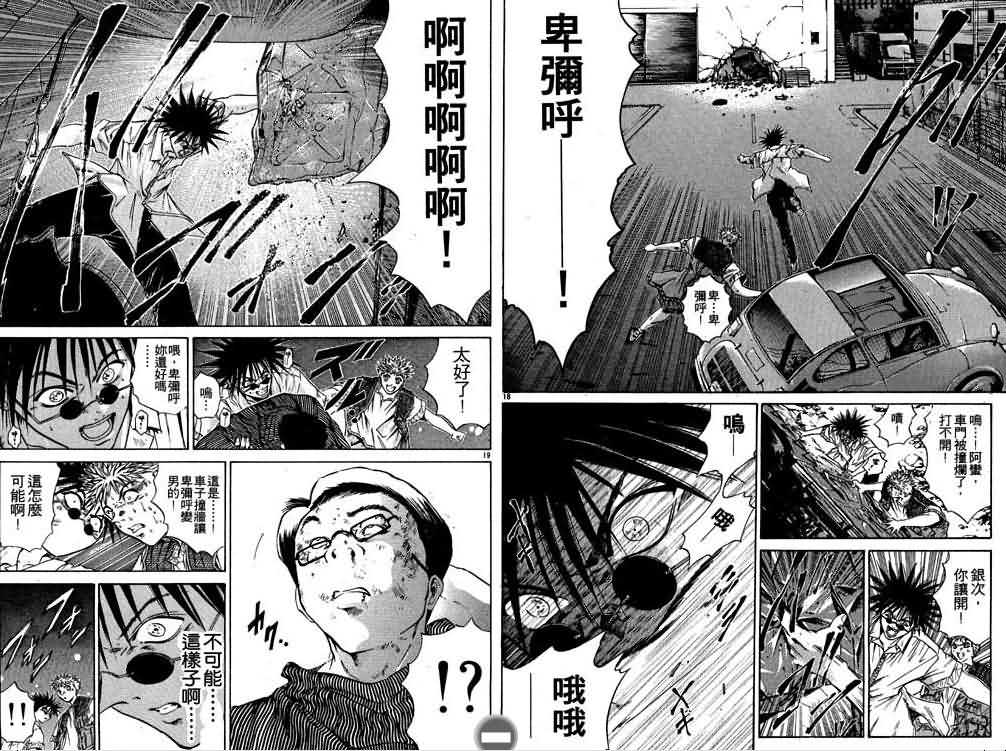 卑彌呼——！
卑…卑
彌呼！
18
嗚…！阿蠻，
車門被撞爛了，
打不開！
嘖
銀次，
你讓開
嗚
哦哦
啊啊啊啊啊！
太好了！
嗚…
喂，卑彌呼
……妳還好嗎
19
這是……
車子撞牆讓
卑彌呼變
男的！
這怎麼
可能啊！
!?
不可能……
這樣子啊……
!!